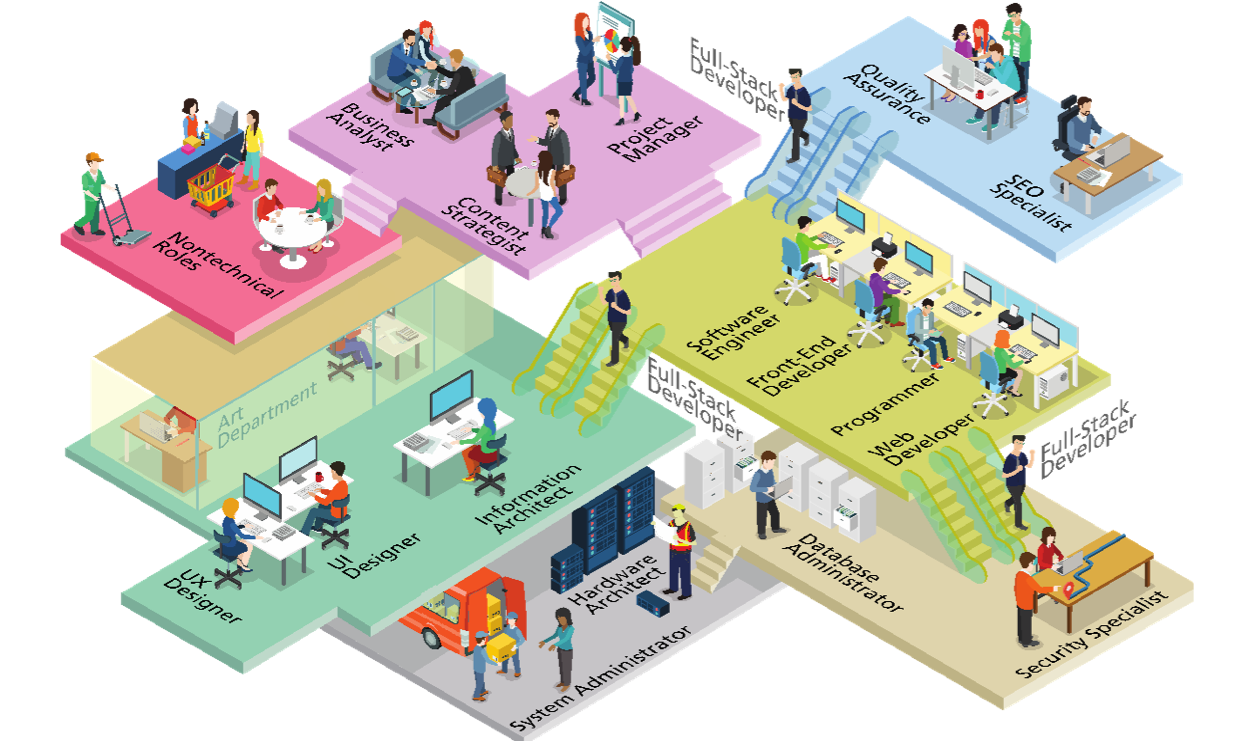 Full-Stack
Developer
Quality
Assurance
Business
Analyst
Project
Manager
SEO
Specialist
Content
Strategist
Nontechnical
Roles
Software
Engineer
Front-End
Developer
Programmer
Web
Developer
Full-Stack
Developer
Full-Stack
Developer
Art
Department
Information
Architect
UI
Designer
UX
Designer
Hardware
Architect
Database
Administrator
System Administrator
Security Specialist